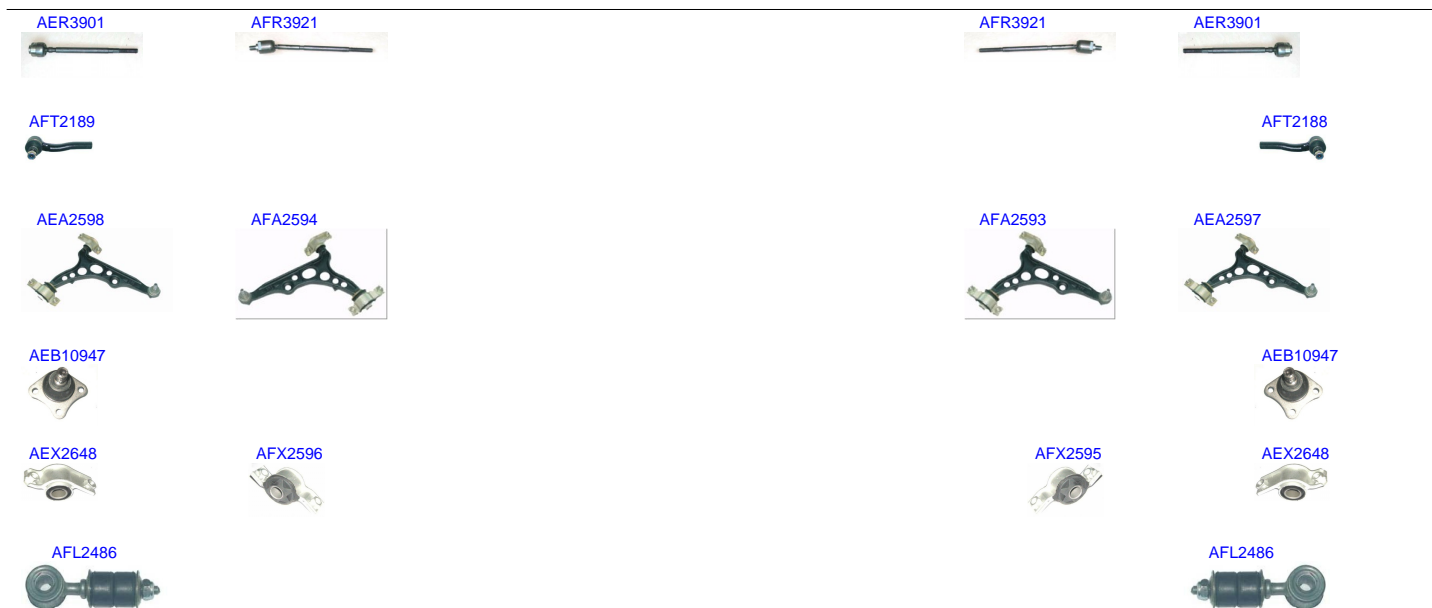 AER3901 AFR3921 AFR3921 AER3901
AFT2189 AFT2188
AEA2598 AFA2594 AFA2593 AEA2597
AEB10947 AEB10947
AEX2648 AFX2596 AFX2595 AEX2648
AFL2486 AFL2486